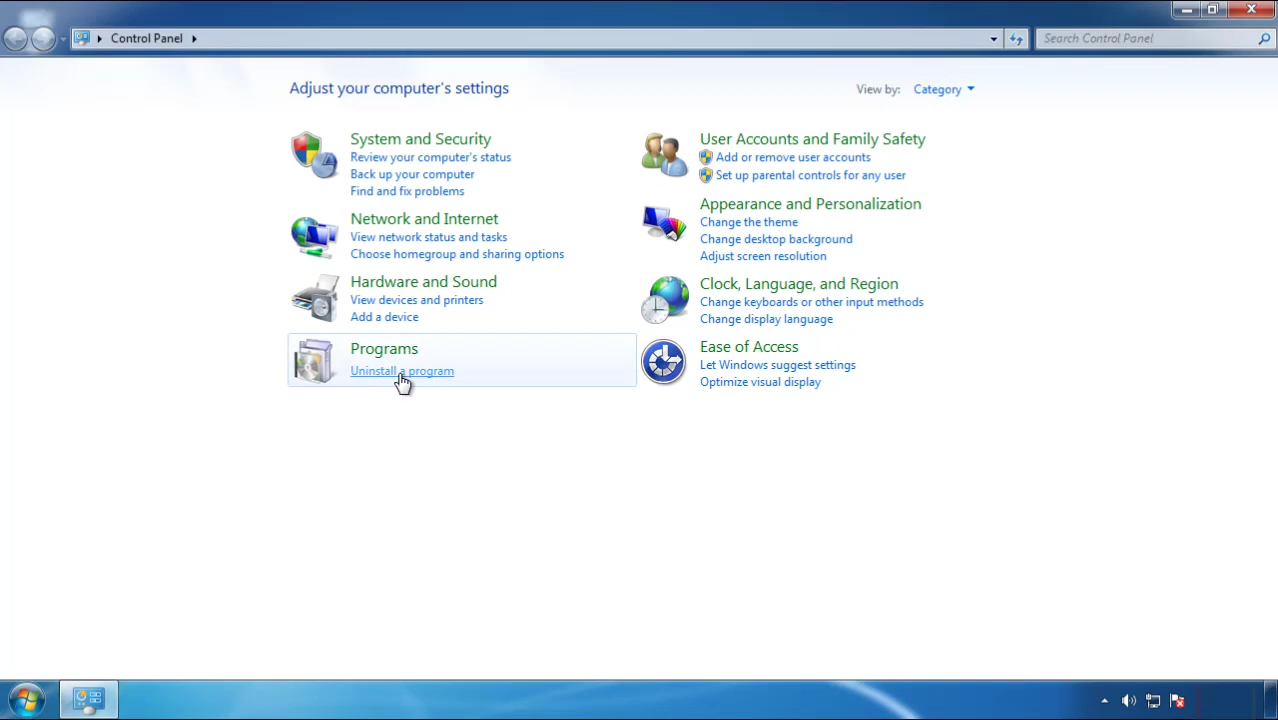 Control Panel
Search Control Panel
Adjust your computer's settings
View by: Category
System and Security
Review your computer's status
Back up your computer
Find and fix problems
Network and Internet
View network status and tasks
Choose homegroup and sharing options
Hardware and Sound
View devices and printers
Add a device
Programs
Uninstall a program
User Accounts and Family Safety
Add or remove user accounts
Set up parental controls for any user
Appearance and Personalization
Change the theme
Change desktop background
Adjust screen resolution
Clock, Language, and Region
Change keyboards or other input methods
Change display language
Ease of Access
Let Windows suggest settings
Optimize visual display